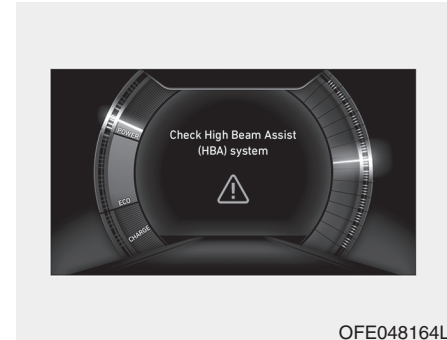 Check High Beam Assist
(HBA) system
POWER
ECO
CHARGE
OFE048164L